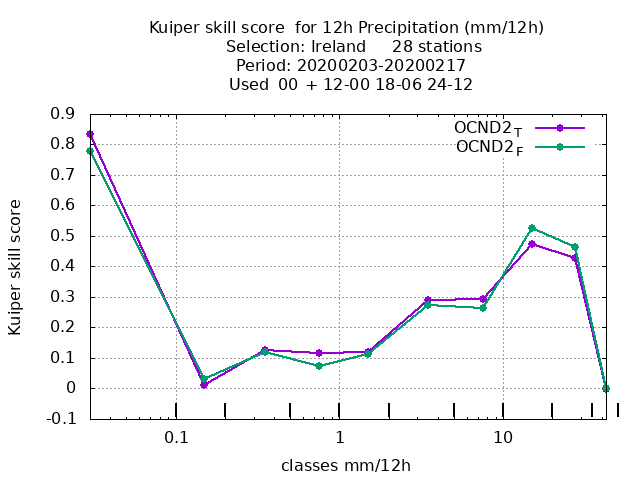 Kuiper skill score  for 12h Precipitation (mm/12h)
Selection: Ireland     28 stations
Period: 20200203-20200217
Used  00  + 12-00 18-06 24-12
OCND2T
OCND2F
0.9
0.8
0.7
0.6
0.5
0.4
0.3
0.2
0.1
0
-0.1
Kuiper skill score
0.1 1 10
classes mm/12h